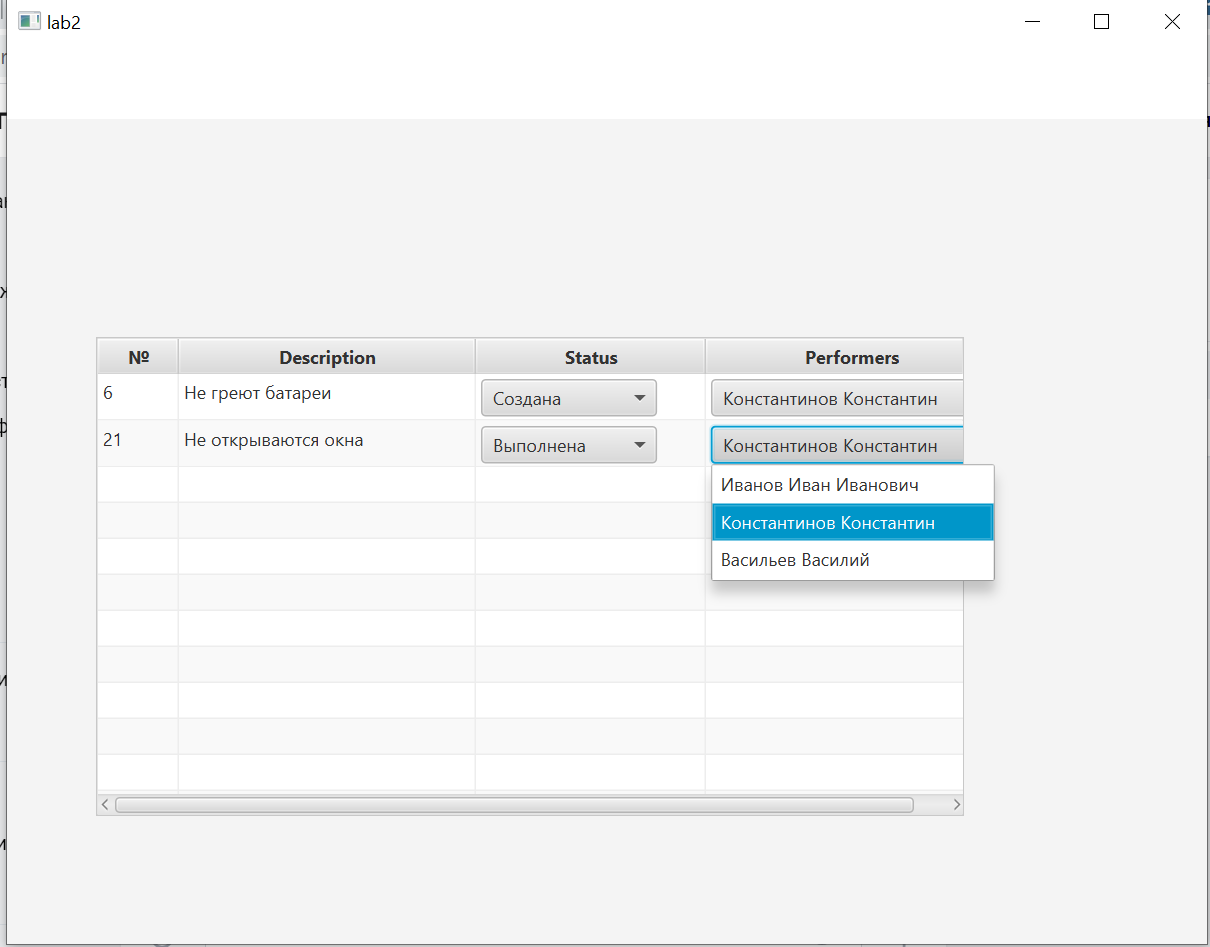 lab2
№ Description Status Performers
6 Не греют батареи Создана Константинов Константин
21 Не открываются окна Выполнена Константинов Константин
Иванов Иван Иванович
Константинов Константин
Васильев Василий